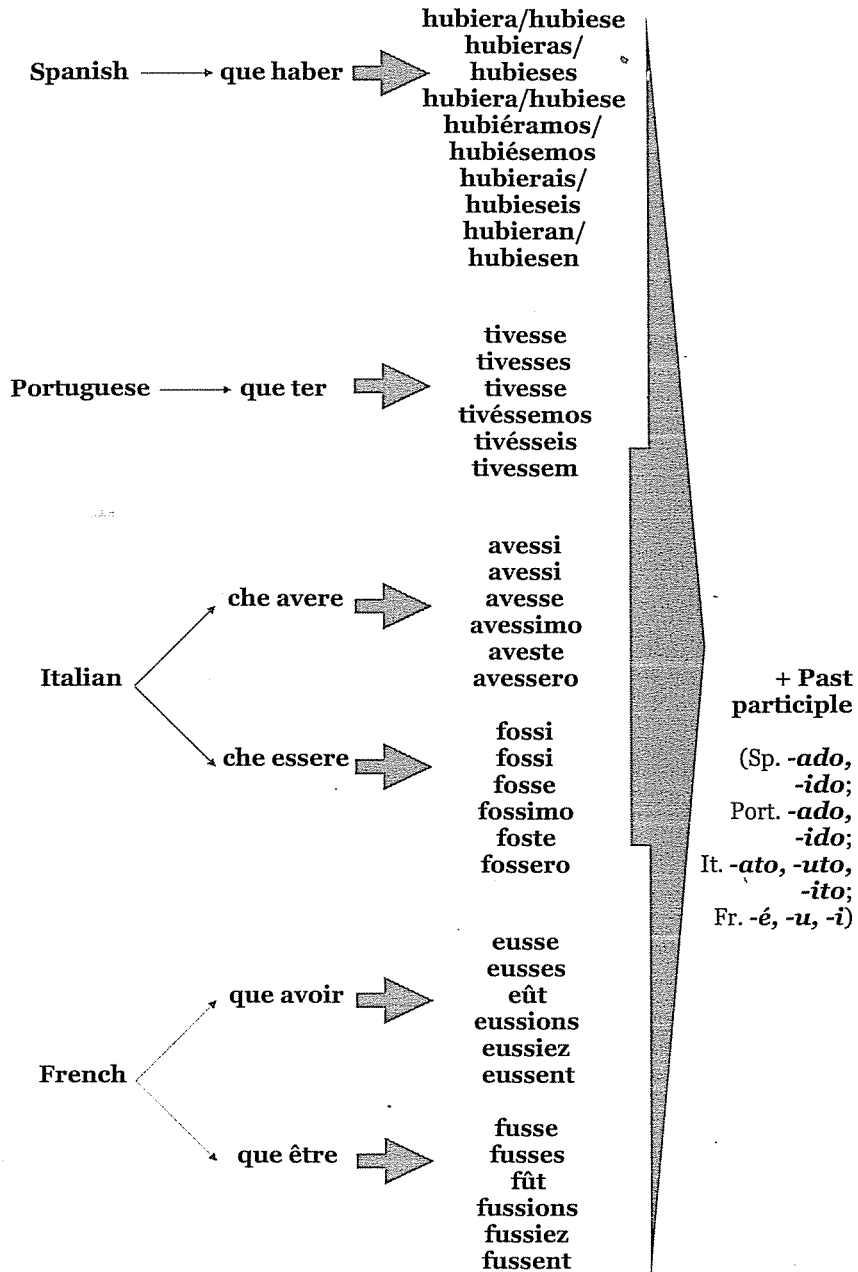 hubiera/hubiese
hubieras/
Spanish que haber hubieses
hubiera/hubiese
hubiéramos/
hubiésemos
hubierais/
hubieseis
hubieran/
hubiesen
tivesse
tivesses
Portuguese que ter tivesse
tivéssemos
tivésseis
tivessem
Italian
che avere
avessi
avessi
avesse
avessimo
aveste
avessero
che essere
fossi
fossi
fosse
fossimo
foste
fossero
French
que avoir
eusse
eusses
eût
eussions
eussiez
eussent
que être
fusse
fusses
fût
fussions
fussiez
fussent
+ Past
participle
(Sp. -ado,
-ido;
Port. -ado,
-ido;
It. -ato, -uto,
-ito;
Fr. -é, -u, -i)